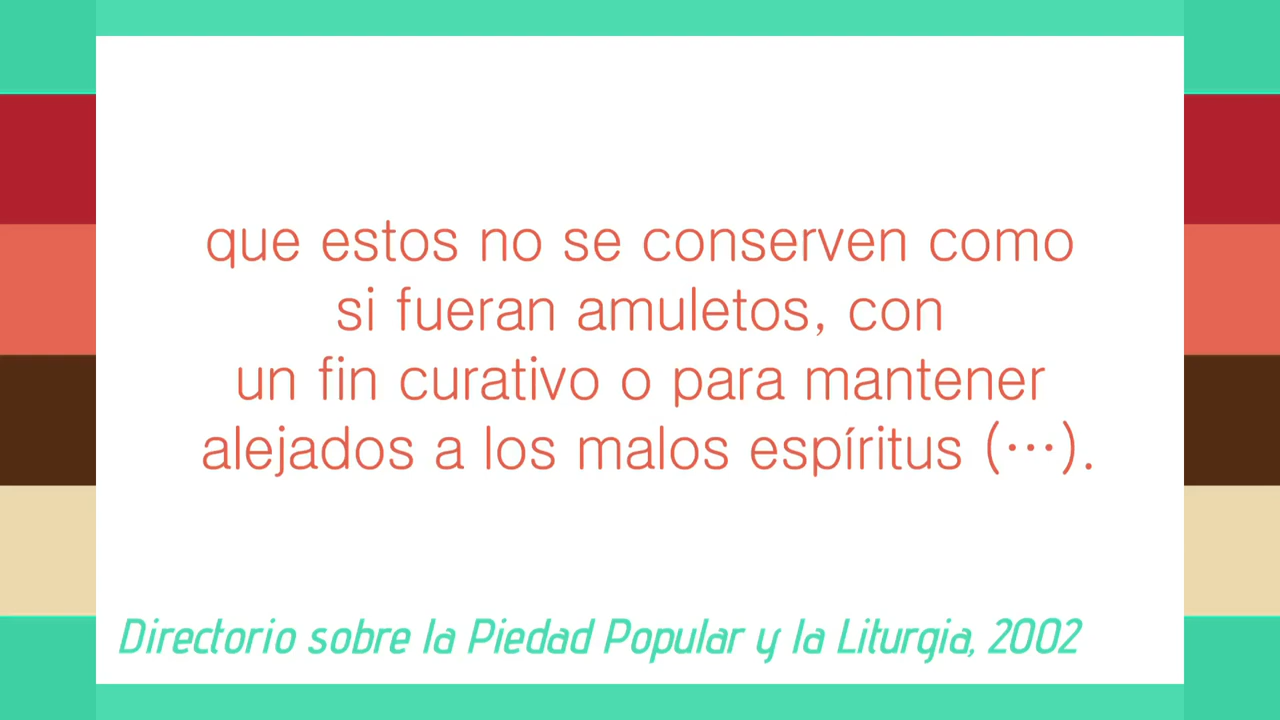 que estos no se conserven como
si fueran amuletos, con
un fin curativo o para mantener
alejados a los malos espíritus (⋯).
Directorio sobre la Piedad Popular y la Liturgia, 2002